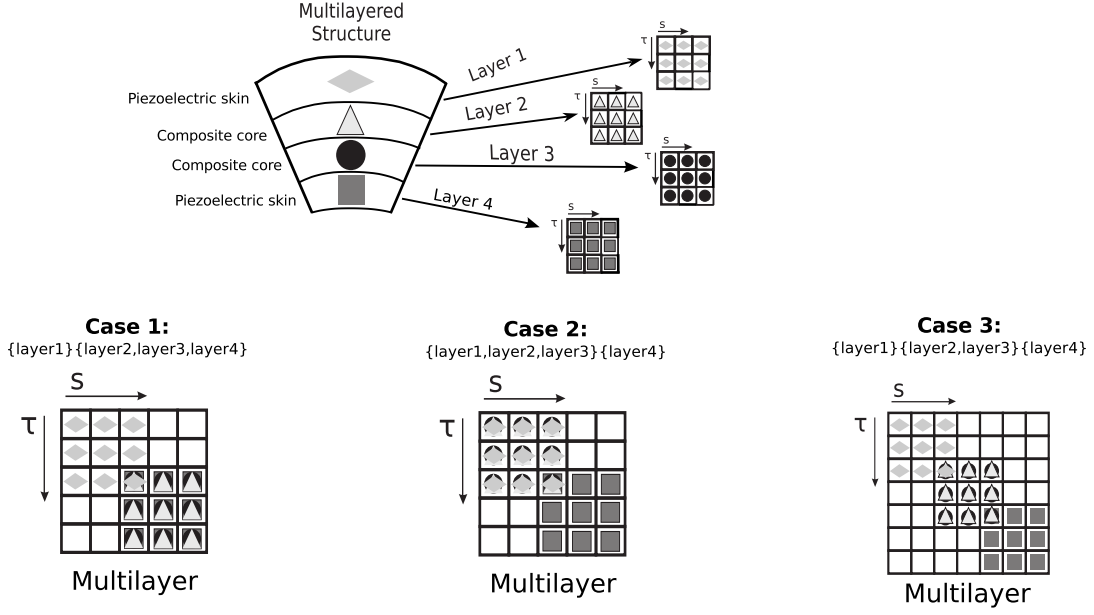 Multilayered
Structure
S
τ
Layer 1
S
τ
Layer 2
Piezoelectric skin
Composite core
S
τ
Layer 3
Composite core
Piezoelectric skin
Layer 4
S
τ
Case 1:
{layer1}{layer2,layer3,layer4}
S
τ
Multilayer
Case 2:
{layer1,layer2,layer3}{layer4}
S
τ
Multilayer
Case 3:
{layer1}{layer2,layer3}{layer4}
S
τ
Multilayer